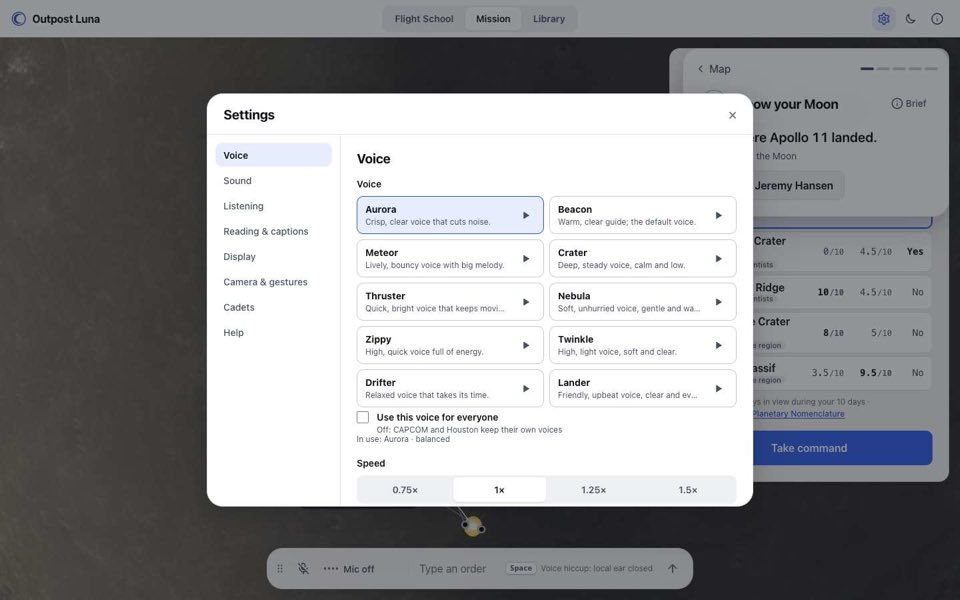 Outpost Luna
Flight School
Mission
Library
Map
ow your Moon
Brief
re Apollo 11 landed.
the Moon
Jeremy Hansen
Settings
Voice
Sound
Listening
Reading & captions
Display
Camera & gestures
Cadets
Help
Voice
Voice
Aurora
Crisp, clear voice that cuts noise.
Beacon
Warm, clear guide; the default voice.
Meteor
Lively, bouncy voice with big melody.
Crater
Deep, steady voice, calm and low.
Thruster
Quick, bright voice that keeps movi...
Nebula
Soft, unhurried voice, gentle and wa...
Zippy
High, quick voice full of energy.
Twinkle
High, light voice, soft and clear.
Drifter
Relaxed voice that takes its time.
Lander
Friendly, upbeat voice, clear and ev...
Use this voice for everyone
Off: CAPCOM and Houston keep their own voices
In use: Aurora · balanced
Speed
0.75×
1×
1.25×
1.5×
Crater 0/10 4.5/10 Yes
ntists
Ridge 10/10 4.5/10 No
ntists
e Crater 8/10 5/10 No
e region
assif 3.5/10 9.5/10 No
e region
ys in view during your 10 days ·
Planetary Nomenclature
Take command
Mic off
Type an order
Space
Voice hiccup: local ear closed